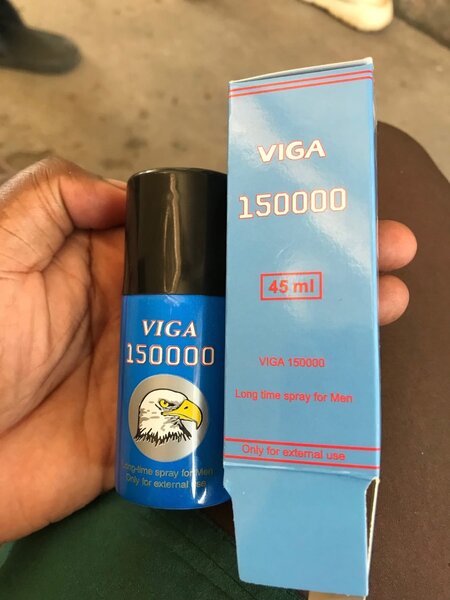 VIGA
150000
45 ml
VIGA 150000
Long time spray for Men
Only for external use
VIGA
150000
Long-time spray for Men
Only for external use